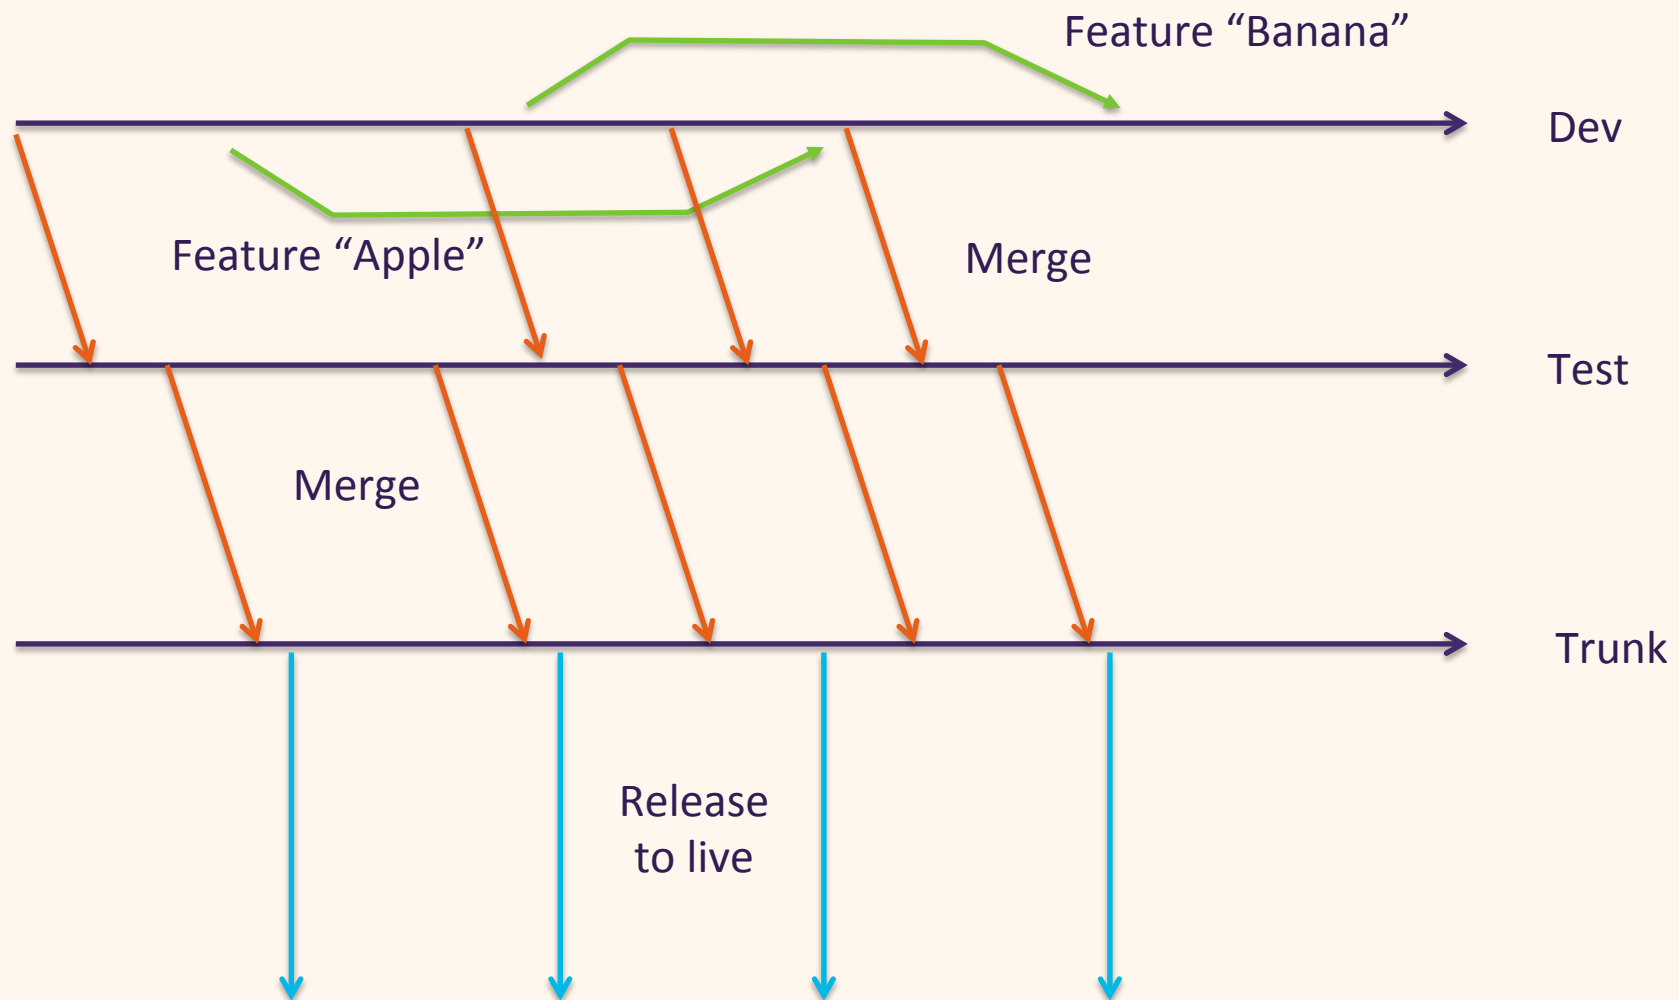 Feature “Banana”
Dev
Feature “Apple”
Merge
Test
Merge
Trunk
Release
to live